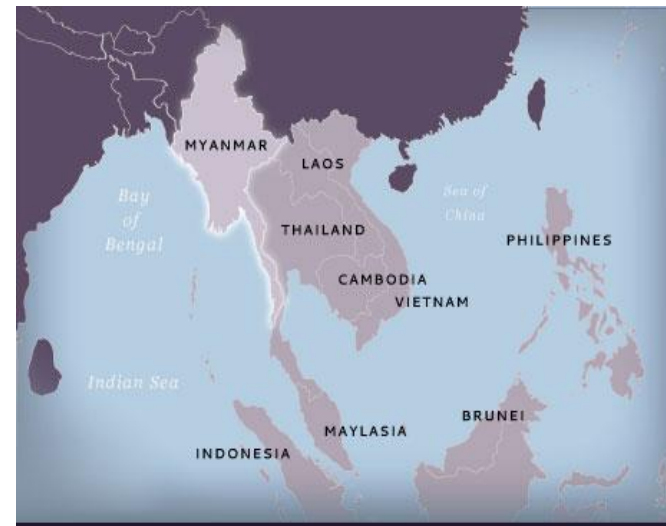 MYANMAR
LAOS
Bay
of
Bengal
Sea of
China
THAILAND
PHILIPPINES
CAMBODIA
VIETNAM
Indian Sea
BRUNEI
MAYLASIA
INDONESIA